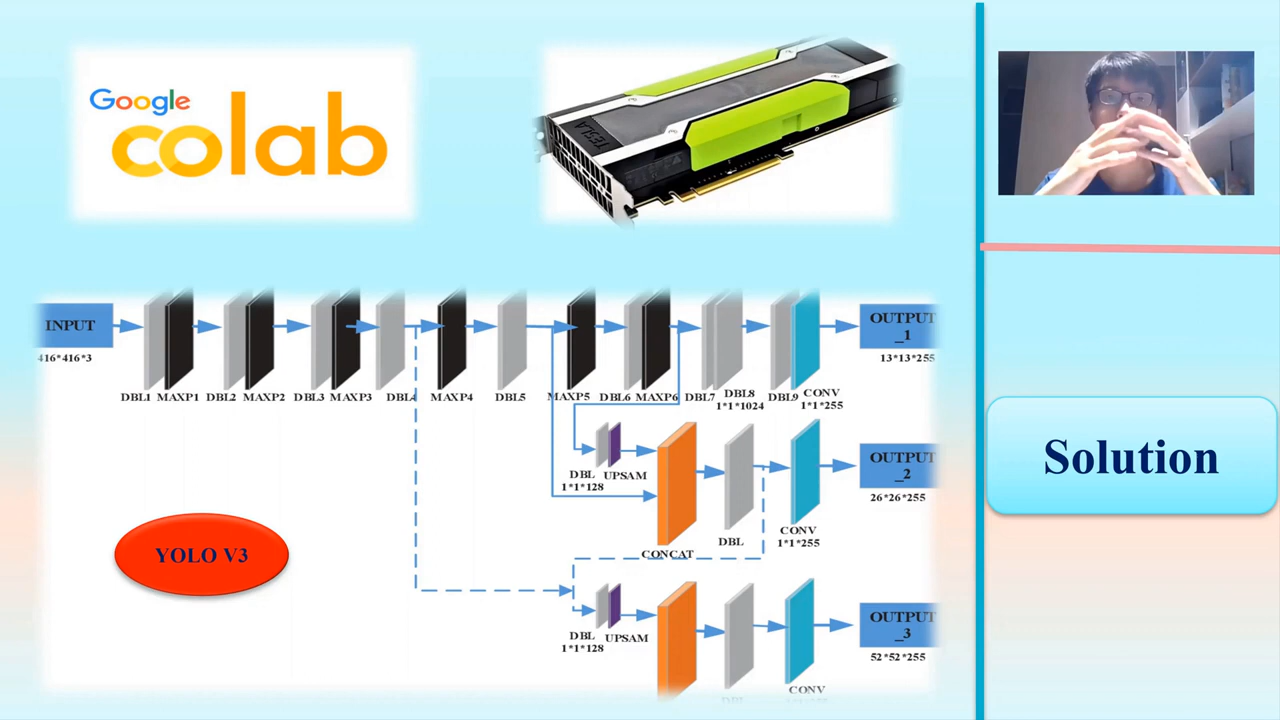 Google
colab
TESLA
INPUT
416*416*3
DBL1 MAXP1 DBL2 MAXP2 DBL3 MAXP3 DBL4 MAXP4 DBL5 MAXP5 DBL6 MAXP6 DBL7 DBL8 DBL9 CONV
1*1*1024 1*1*255
OUTPUT
_1
13*13*255
DBL UPSAM
1*1*128
CONCAT
DBL
CONV
1*1*255
OUTPUT
_2
26*26*255
YOLO V3
DBL UPSAM
1*1*128
DBL
CONV
OUTPUT
_3
52*52*255
Solution